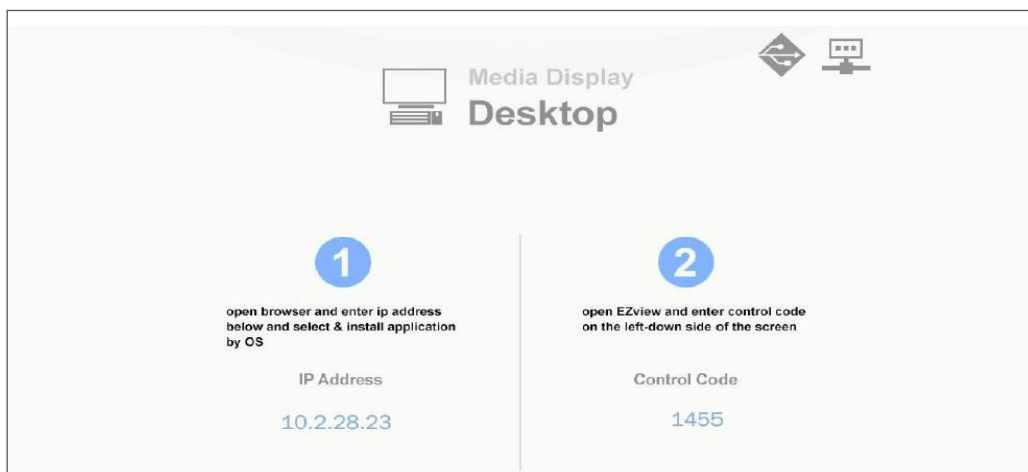 Media Display
Desktop
1
open browser and enter ip address
below and select & install application
by OS
IP Address
10.2.28.23
2
open EZview and enter control code
on the left-down side of the screen
Control Code
1455